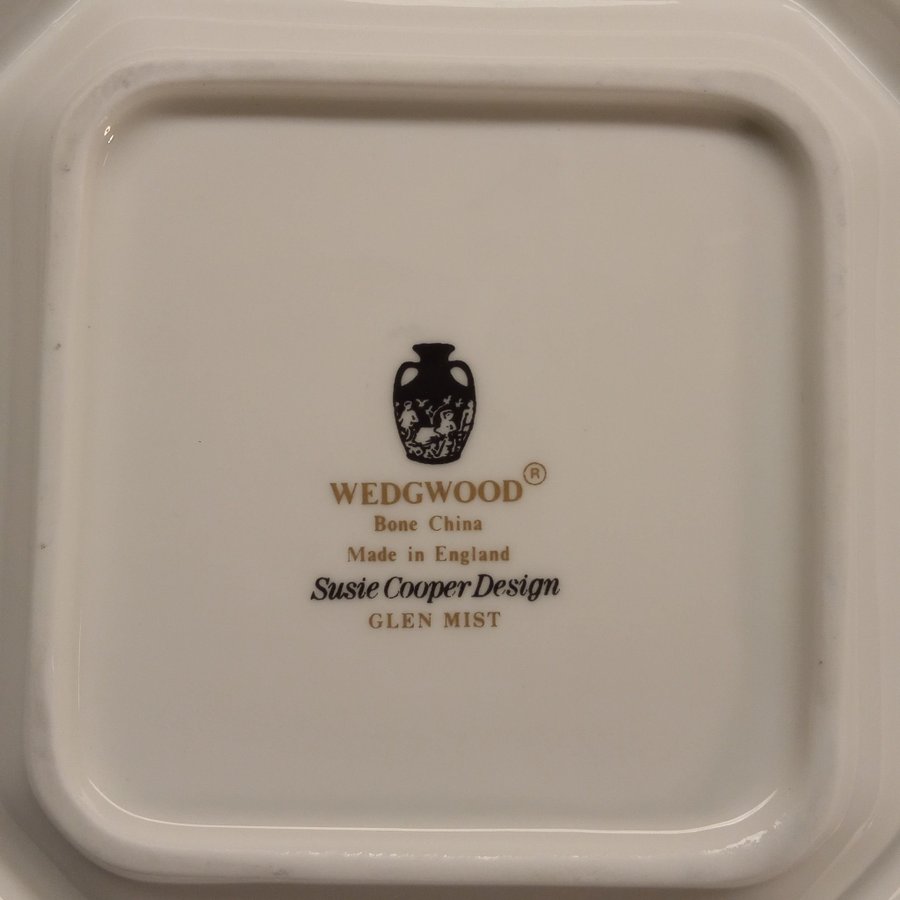 WEDGWOOD®
Bone China
Made in England
Susie Cooper Design
GLEN MIST